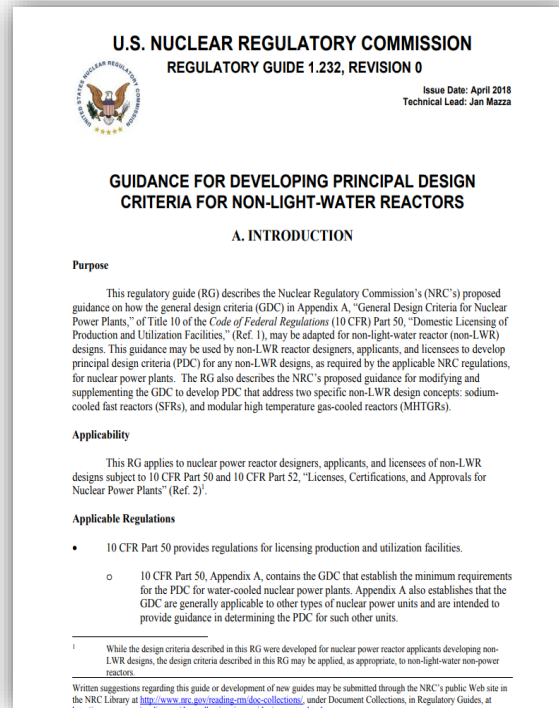 U.S. NUCLEAR REGULATORY COMMISSION
REGULATORY GUIDE 1.232, REVISION 0
UNITED STATES NUCLEAR REGULATORY COMMISSION
Issue Date: April 2018
Technical Lead: Jan Mazza
GUIDANCE FOR DEVELOPING PRINCIPAL DESIGN
CRITERIA FOR NON-LIGHT-WATER REACTORS
A. INTRODUCTION
Purpose
This regulatory guide (RG) describes the Nuclear Regulatory Commission's (NRC's) proposed
guidance on how the general design criteria (GDC) in Appendix A, "General Design Criteria for Nuclear
Power Plants," of Title 10 of the Code of Federal Regulations (10 CFR) Part 50, "Domestic Licensing of
Production and Utilization Facilities," (Ref. 1), may be adapted for non-light-water reactor (non-LWR)
designs. This guidance may be used by non-LWR reactor designers, applicants, and licensees to develop
principal design criteria (PDC) for any non-LWR designs, as required by the applicable NRC regulations,
for nuclear power plants. The RG also describes the NRC's proposed guidance for modifying and
supplementing the GDC to develop PDC that address two specific non-LWR design concepts: sodium-
cooled fast reactors (SFRs), and modular high temperature gas-cooled reactors (MHTGRs).
Applicability
This RG applies to nuclear power reactor designers, applicants, and licensees of non-LWR
designs subject to 10 CFR Part 50 and 10 CFR Part 52, "Licenses, Certifications, and Approvals for
Nuclear Power Plants" (Ref. 2)1.
Applicable Regulations
• 10 CFR Part 50 provides regulations for licensing production and utilization facilities.
o 10 CFR Part 50, Appendix A, contains the GDC that establish the minimum requirements
for the PDC for water-cooled nuclear power plants. Appendix A also establishes that the
GDC are generally applicable to other types of nuclear power units and are intended to
provide guidance in determining the PDC for such other units.
1 While the design criteria described in this RG were developed for nuclear power reactor applicants developing non-
LWR designs, the design criteria described in this RG may be applied, as appropriate, to non-light-water non-power
reactors.
Written suggestions regarding this guide or development of new guides may be submitted through the NRC's public Web site in
the NRC Library at http://www.nrc.gov/reading-rm/doc-collections/, under Document Collections, in Regulatory Guides, at